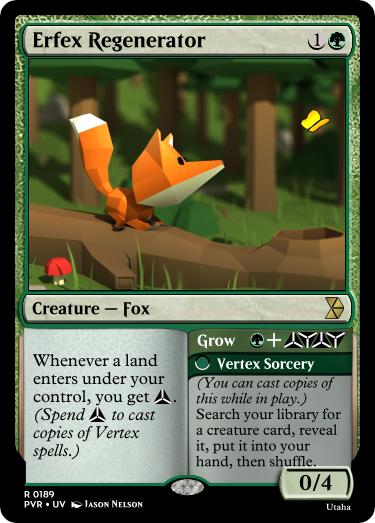 Erfex Regenerator 1
Creature — Fox
Whenever a land
enters under your
control, you get .
(Spend  to cast
copies of Vertex
spells.)
Grow +
Vertex Sorcery
(You can cast copies of
this while in play.)
Search your library for
a creature card, reveal
it, put it into your
hand, then shuffle.
0/4
R 0189
PVR • UV Jason Nelson
Utaha